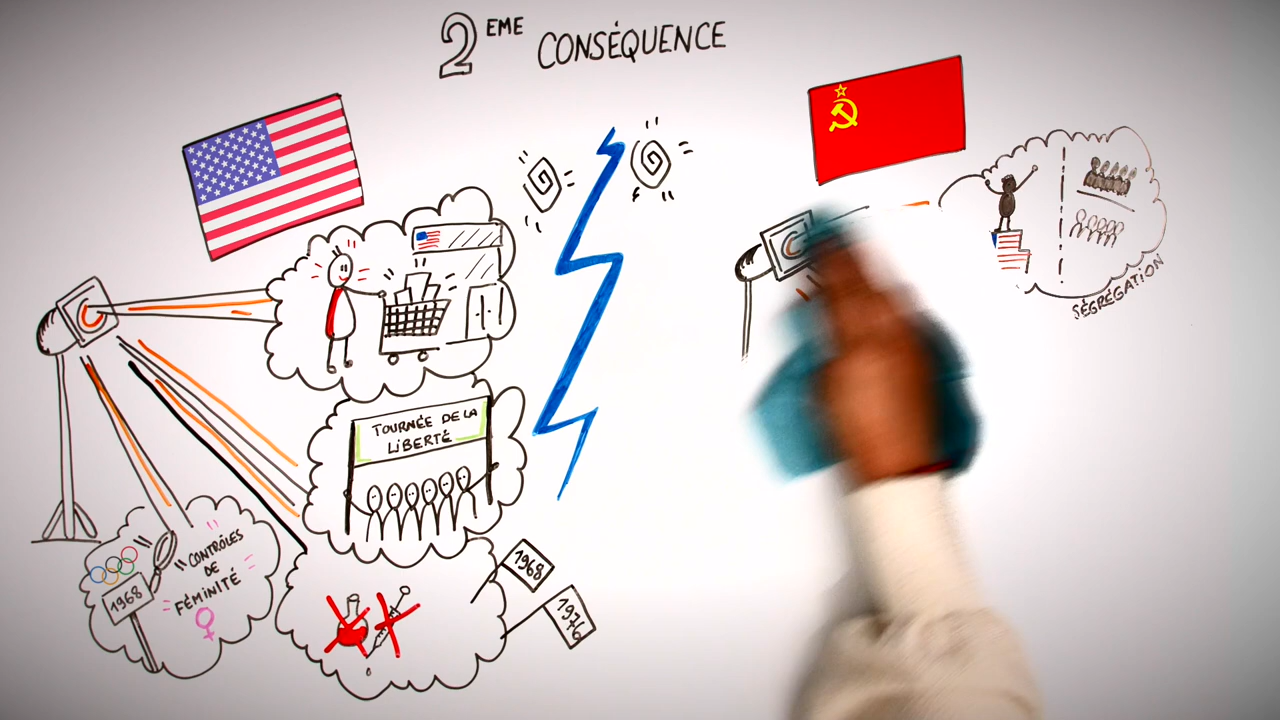 2EME CONSÉQUENCE
TOURNÉE DE LA
LIBERTÉ
SÉGRÉGATION
CONTRÔLES
DE
FÉMINITÉ
1968
1968
1976